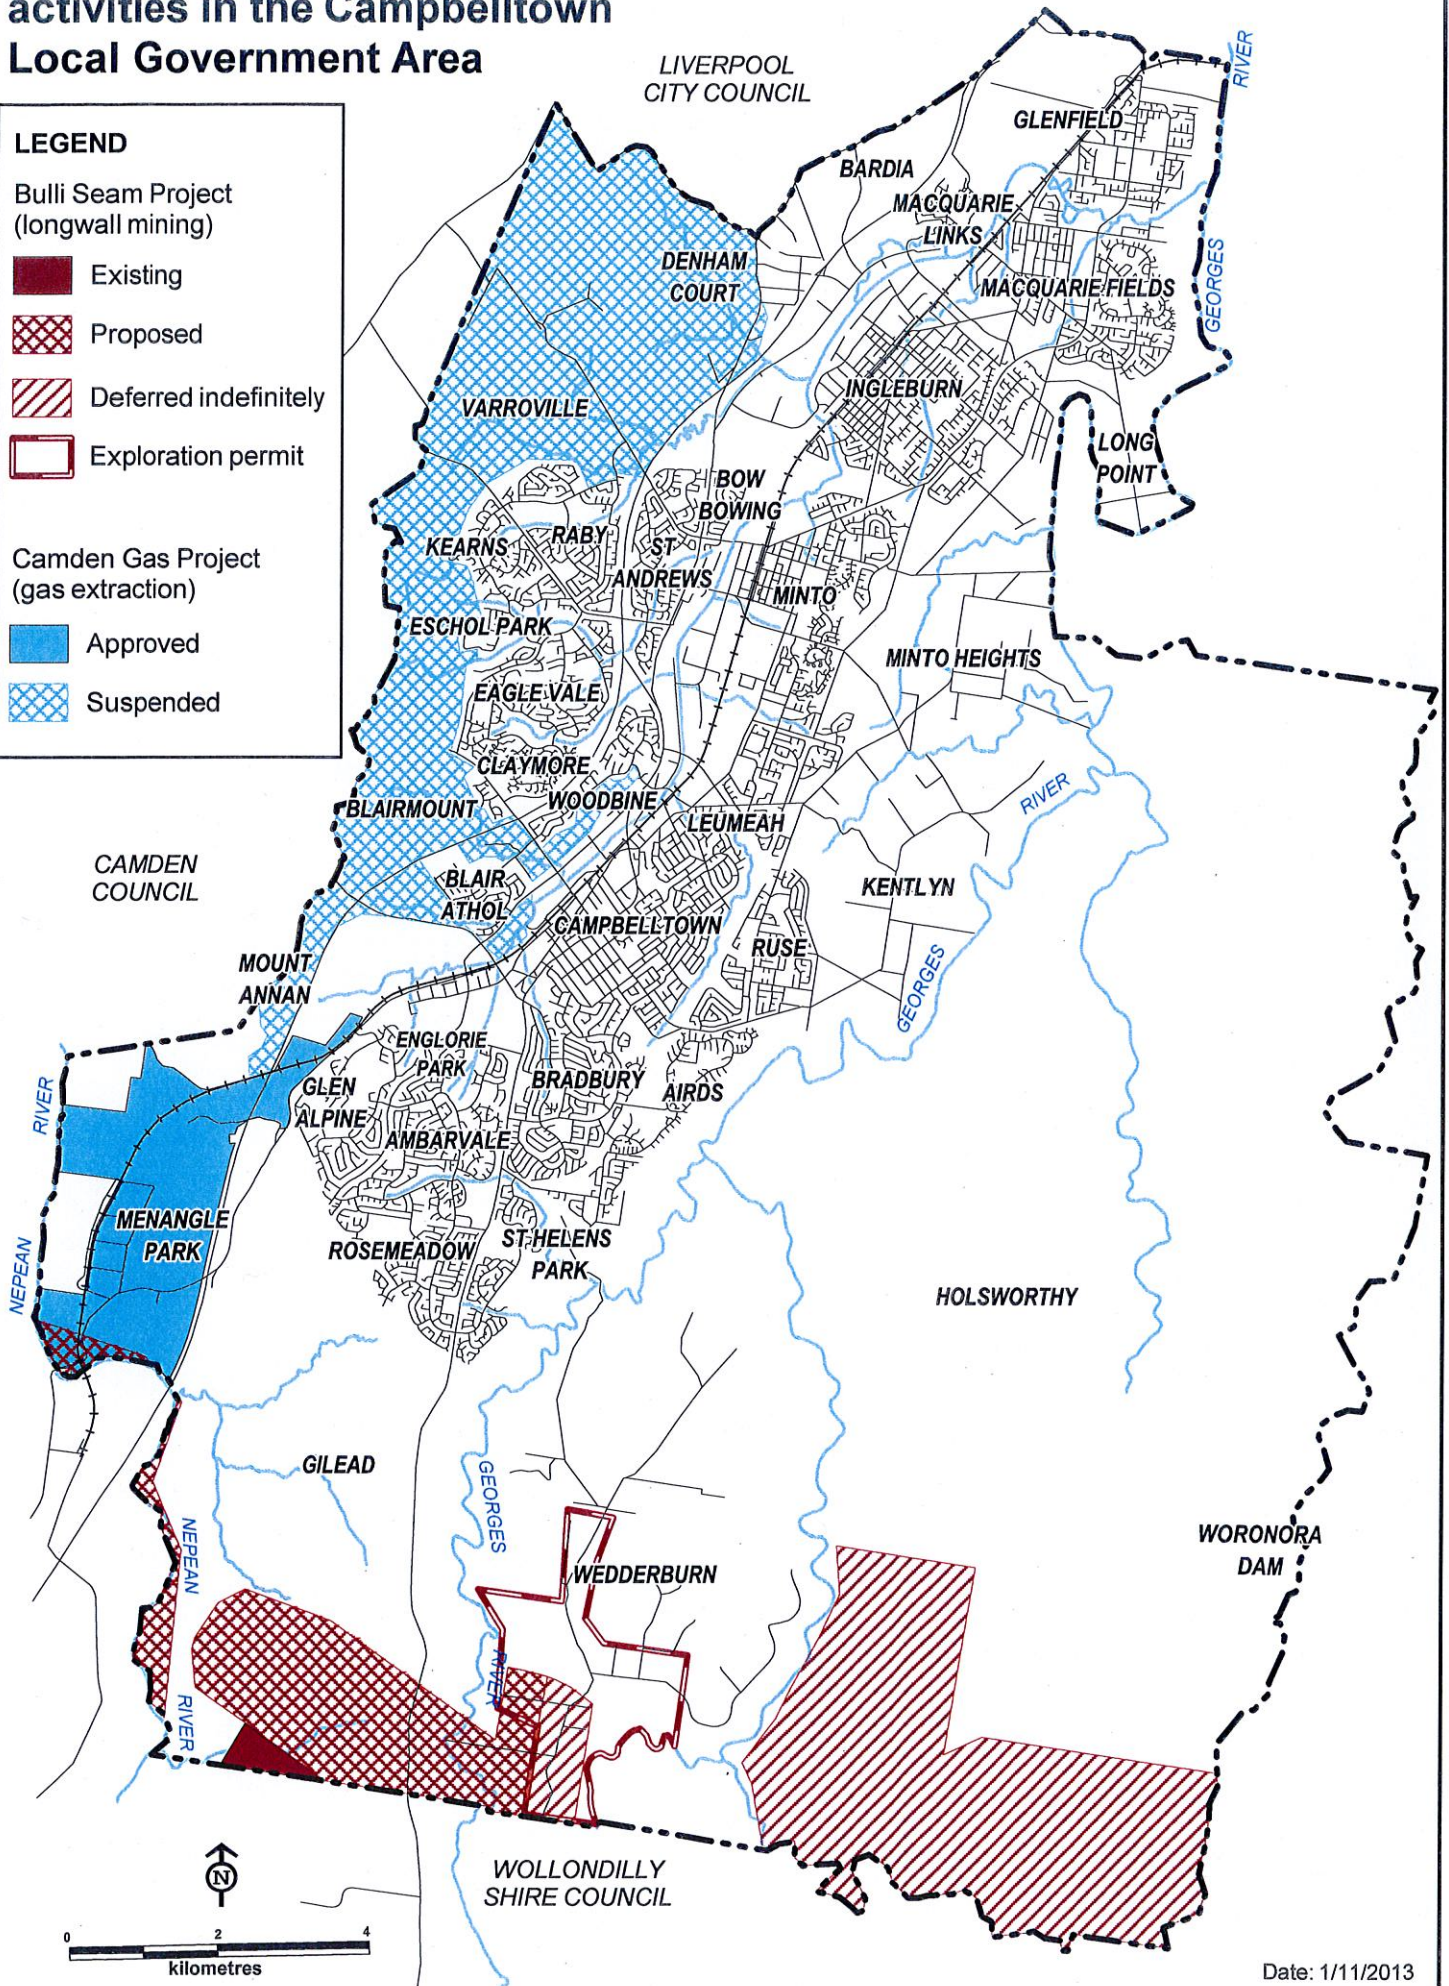 activities in the Campbelltown
Local Government Area
LEGEND
Bulli Seam Project
(longwall mining)
Existing
Proposed
Deferred indefinitely
Exploration permit
Camden Gas Project
(gas extraction)
Approved
Suspended
LIVERPOOL
CITY COUNCIL
RIVER
GLENFIELD
BARDIA
MACQUARIE
LINKS
DENHAM
COURT
MACQUARIE FIELDS
GEORGES
INGLEBURN
VARROVILLE
LONG
POINT
BOW
BOWING
RABY
KEARNS
ST
ANDREWS
MINTO
ESCHOL PARK
MINTO HEIGHTS
EAGLE VALE
CLAYMORE
WOODBINE
BLAIRMOUNT
LEUMEAH
RIVER
CAMDEN
COUNCIL
BLAIR
ATHOL
KENTLYN
CAMPBELLTOWN
RUSE
MOUNT
ANNAN
GEORGES
ENGLORIE
PARK
GLEN
ALPINE
BRADBURY
AIRDS
RIVER
AMBARVALE
MENANGLE
PARK
ROSEMEADOW
ST HELENS
PARK
NEPEAN
HOLSWORTHY
GILEAD
GEORGES
NEPEAN
WEDDERBURN
WORONORA
DAM
RIVER
RIVER
N
WOLLONDILLY
SHIRE COUNCIL
0 2 4
kilometres
Date: 1/11/2013